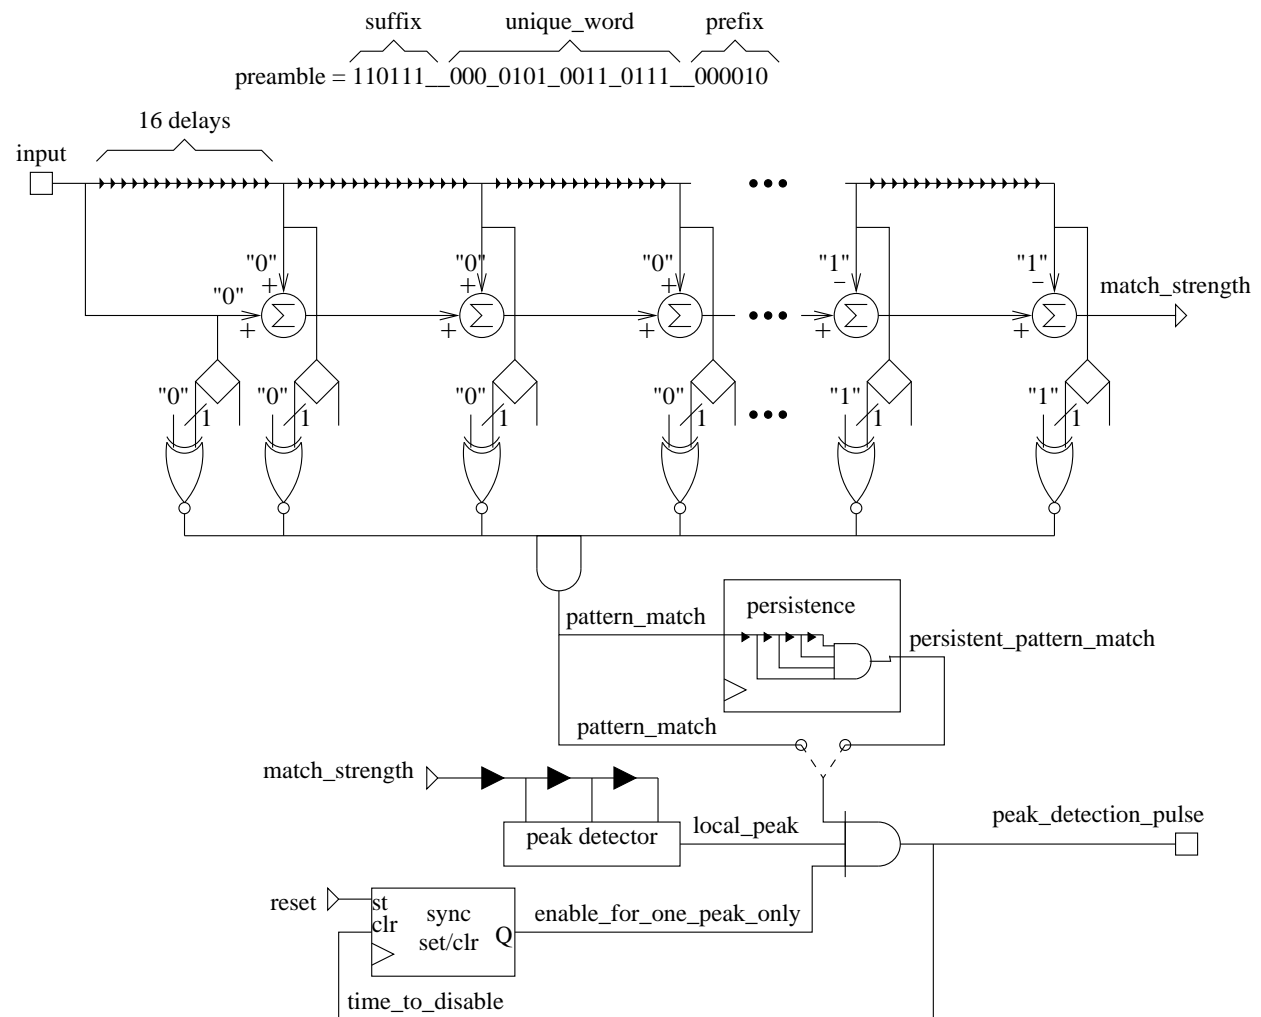 suffix unique_word prefix
preamble = 110111__000_0101_0011_0111__000010
16 delays
input
"0" "0" "0" "1" "1"
+ + + − −
"0"
match_strength
Σ Σ Σ Σ Σ
+ + + + +
"0" "0" "0" "0" "1" "1"
1 1 1 1 1 1
persistence
pattern_match
persistent_pattern_match
pattern_match
match_strength
peak detector
local_peak
peak_detection_pulse
reset
st
clr
sync
set/clr
Q
enable_for_one_peak_only
time_to_disable